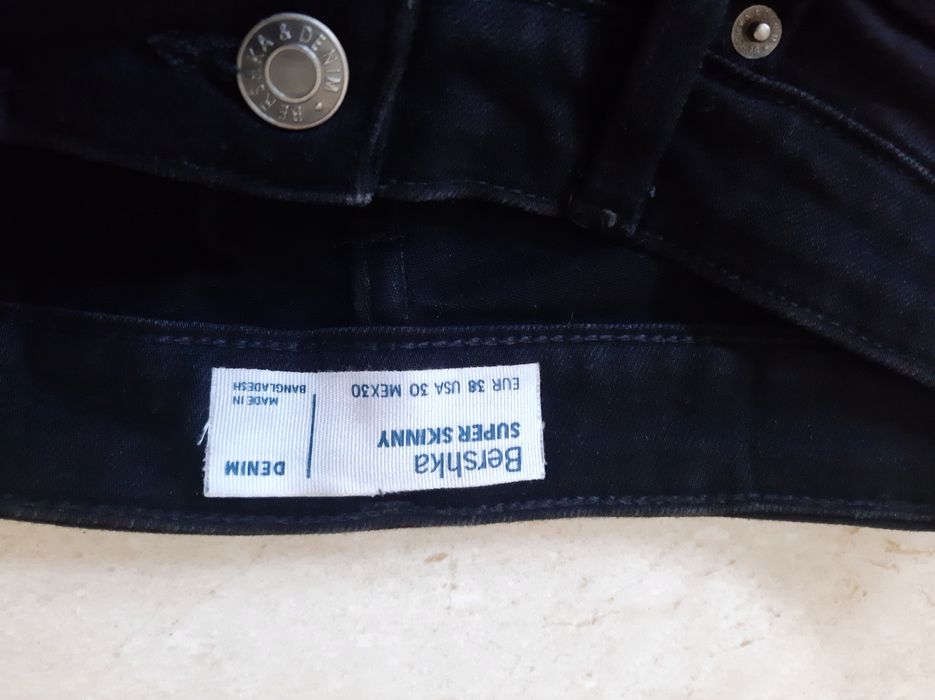 BERSHKA & DENIM •
Bershka
SUPER SKINNY
EUR 38 USA 30 MEX30
DENIM
MADE IN
BANGLADESH